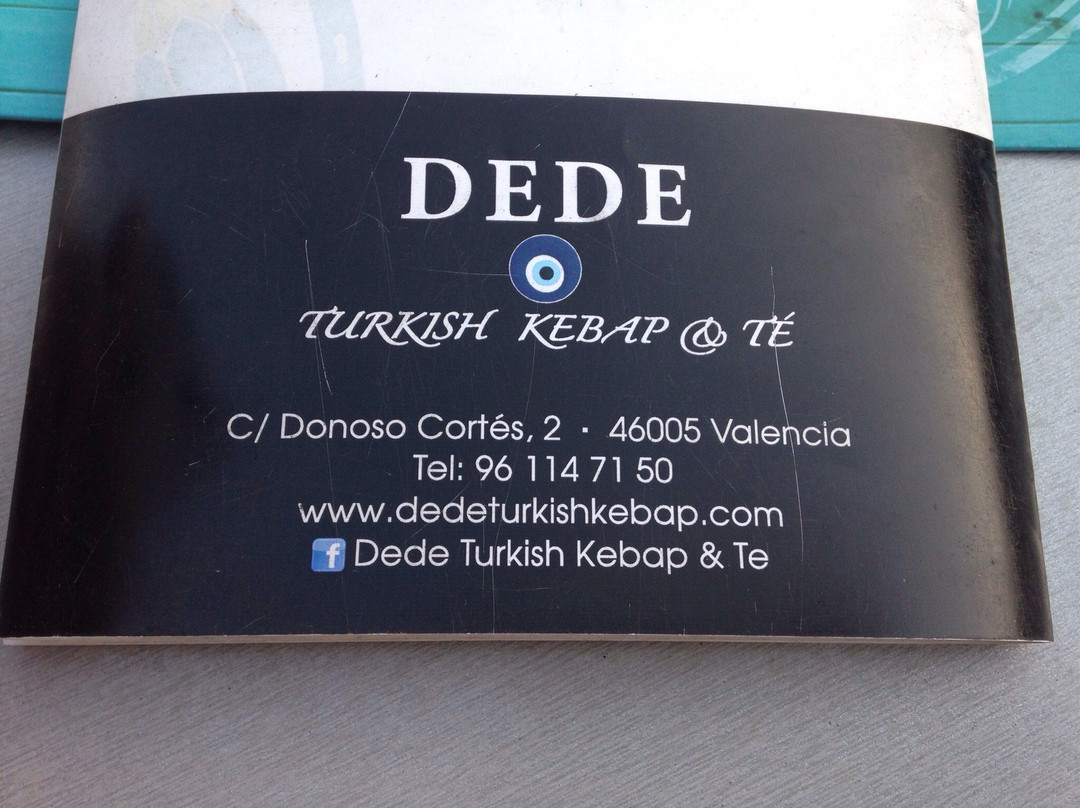 DEDE
TURKISH KEBAP & TÉ
C/ Donoso Cortés, 2 · 46005 Valencia
Tel: 96 114 71 50
www.dedeturkishkebap.com
f Dede Turkish Kebap & Te